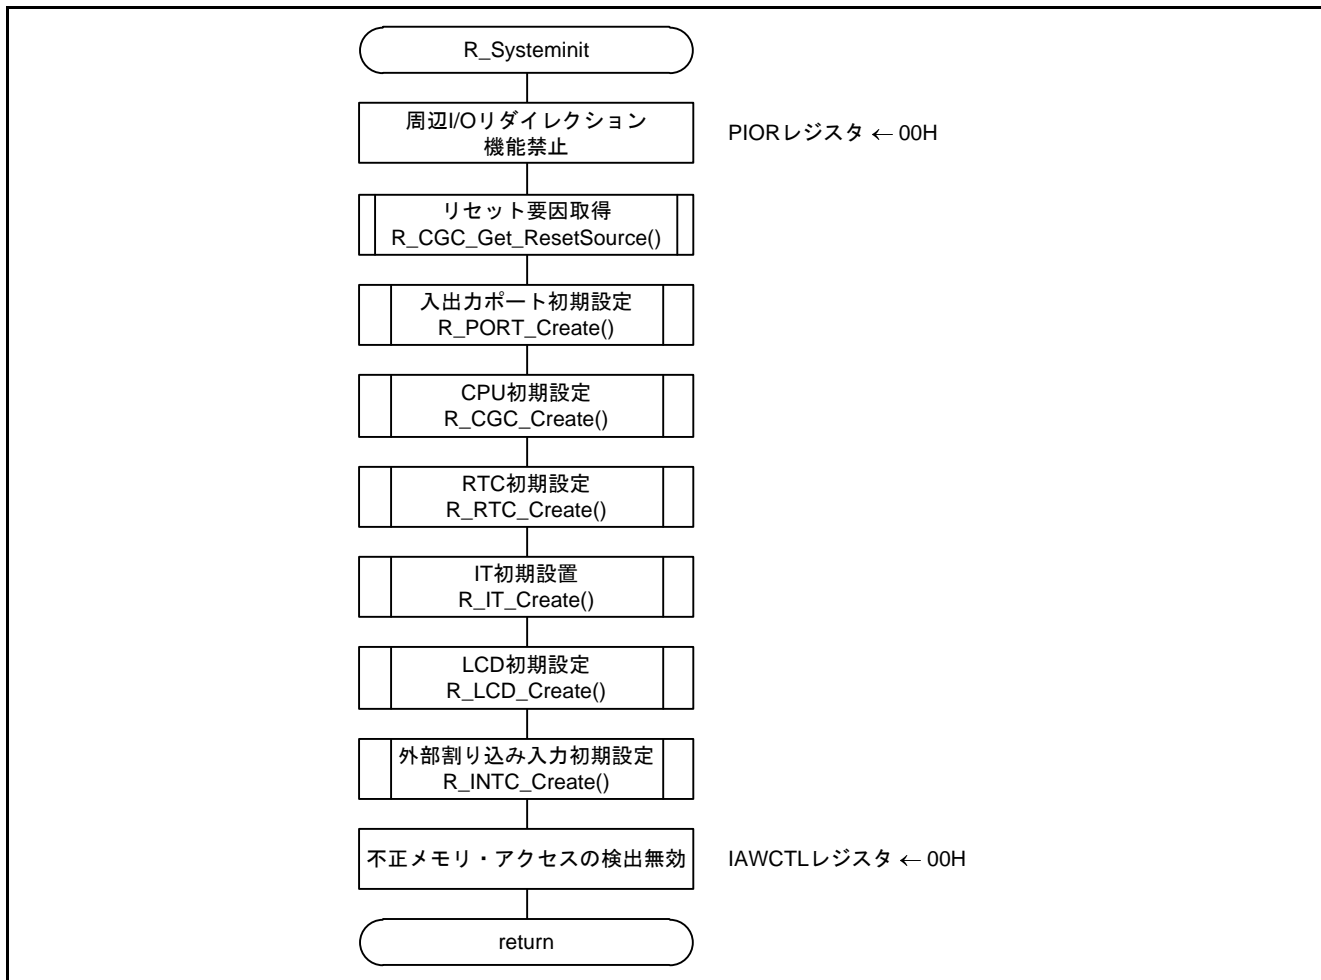 R_Systeminit
周辺I/Oリダイレクション
機能禁止
PIORレジスタ ← 00H
リセット要因取得
R_CGC_Get_ResetSource()
入出力ポート初期設定
R_PORT_Create()
CPU初期設定
R_CGC_Create()
RTC初期設定
R_RTC_Create()
IT初期設置
R_IT_Create()
LCD初期設定
R_LCD_Create()
外部割り込み入力初期設定
R_INTC_Create()
不正メモリ・アクセスの検出無効
IAWCTLレジスタ ← 00H
return